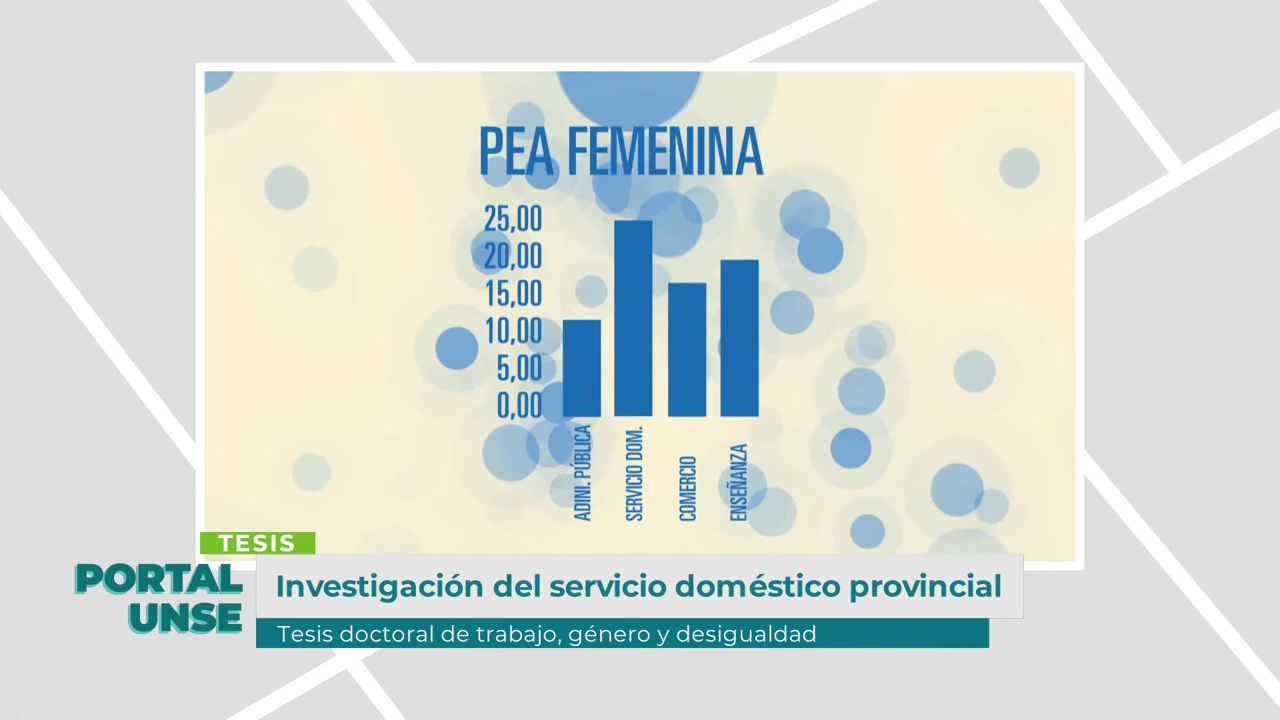 PEA FEMENINA
25,00
20,00
15,00
10,00
5,00
0,00
ADINI. PÚBLICA
SERVICIO DOM.
COMERCIO
ENSEÑANZA
TESIS
PORTAL
UNSE
Investigación del servicio doméstico provincial
Tesis doctoral de trabajo, género y desigualdad